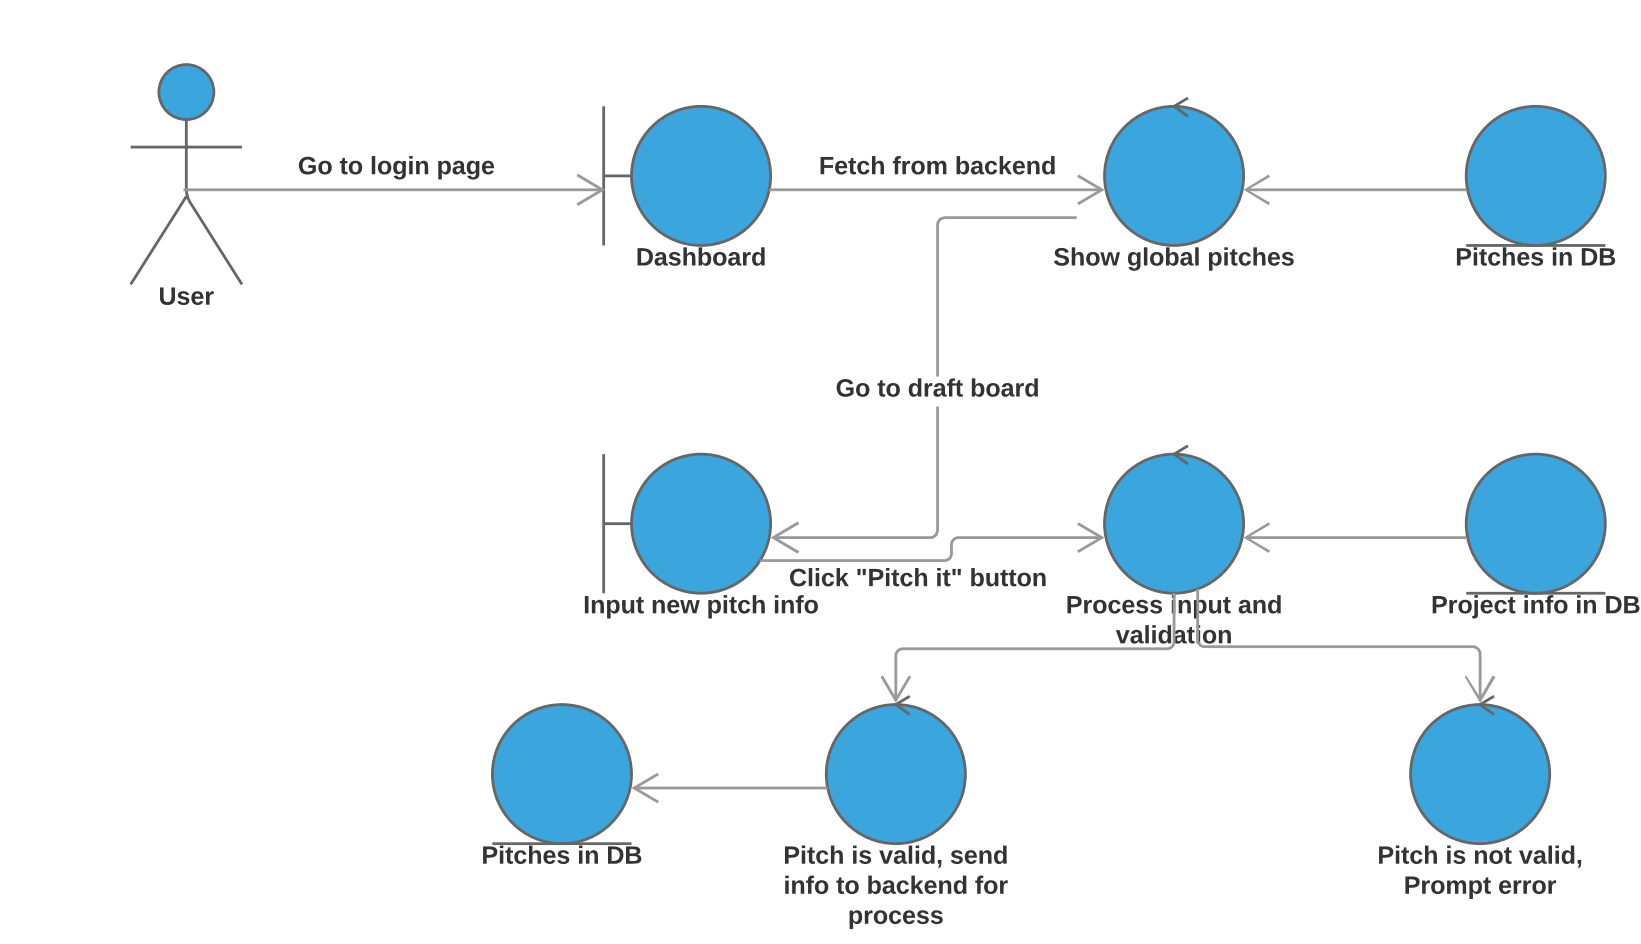 Go to login page
Fetch from backend
Dashboard
Show global pitches
Pitches in DB
User
Go to draft board
Click "Pitch it" button
Input new pitch info
Process input and
validation
Project info in DB
Pitches in DB
Pitch is valid, send
info to backend for
process
Pitch is not valid,
Prompt error